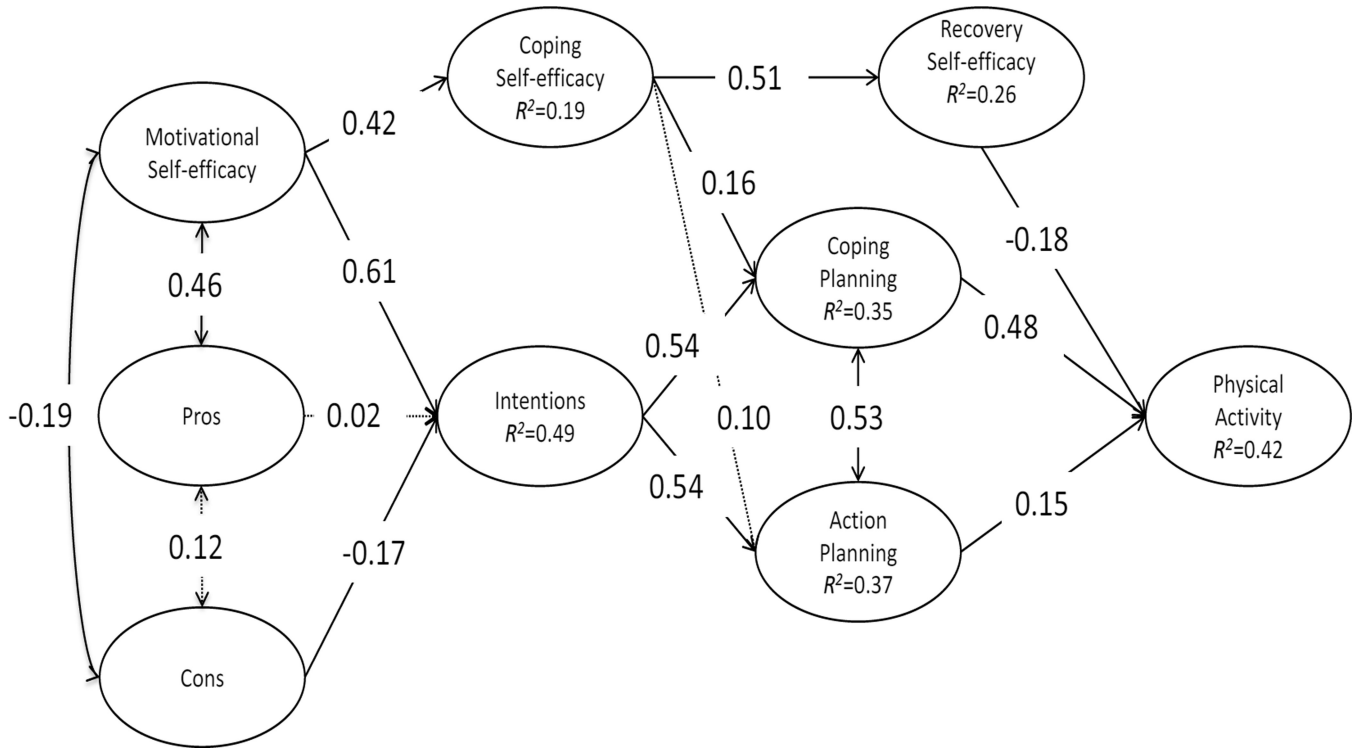 Coping
Self-efficacy
R²=0.19
Recovery
Self-efficacy
R²=0.26
0.51
0.42
Motivational
Self-efficacy
0.16
-0.18
0.46
0.61
Coping
Planning
R²=0.35
0.54
0.48
-0.19
Pros
0.02
Intentions
R²=0.49
0.10
0.53
Physical
Activity
R²=0.42
0.54
0.15
0.12
-0.17
Action
Planning
R²=0.37
Cons